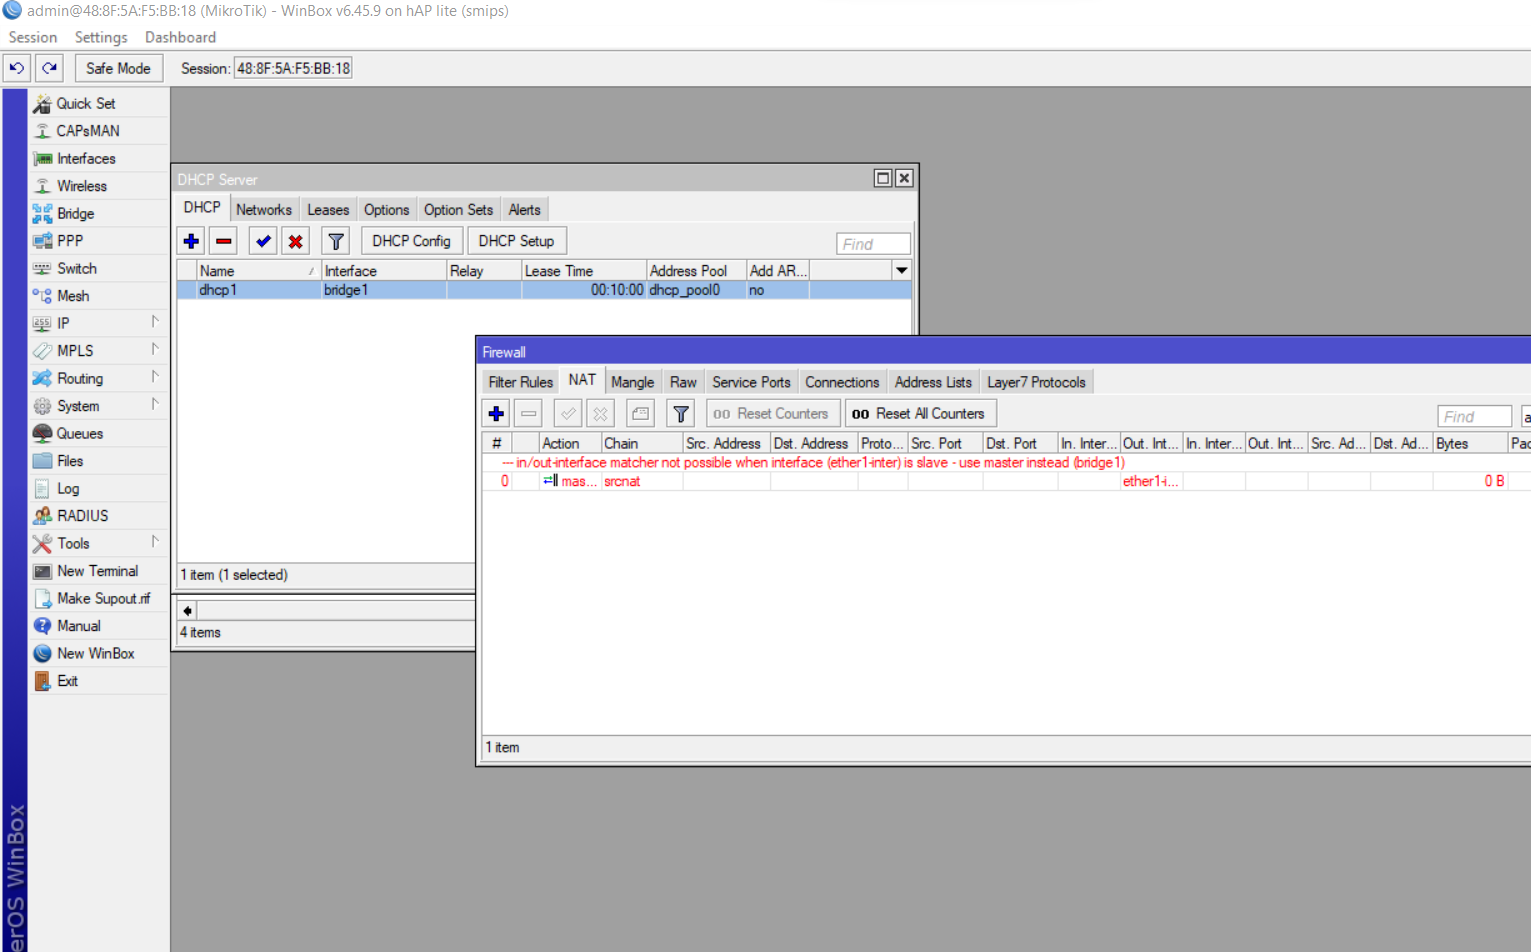 admin@48:8F:5A:F5:BB:18 (MikroTik) - WinBox v6.45.9 on hAP lite (smips)
Session Settings Dashboard
Safe Mode Session: 48:8F:5A:F5:BB:18
Quick Set
CAPsMAN
Interfaces
Wireless
Bridge
PPP
Switch
Mesh
IP
MPLS
Routing
System
Queues
Files
Log
RADIUS
Tools
New Terminal
Make Supout.rif
Manual
New WinBox
Exit
erOS WinBox
DHCP Server
DHCP Networks Leases Options Option Sets Alerts
DHCP Config DHCP Setup Find
Name / Interface Relay Lease Time Address Pool Add AR...
dhcp1 bridge1 00:10:00 dhcp_pool0 no
1 item (1 selected)
4 items
Firewall
Filter Rules NAT Mangle Raw Service Ports Connections Address Lists Layer7 Protocols
00 Reset Counters 00 Reset All Counters Find a
# Action Chain Src. Address Dst. Address Proto... Src. Port Dst. Port In. Inter... Out. Int... In. Inter... Out. Int... Src. Ad... Dst. Ad... Bytes Pac
--- in/out-interface matcher not possible when interface (ether1-inter) is slave - use master instead (bridge1)
0 mas... srcnat ether1-i... 0 B
1 item